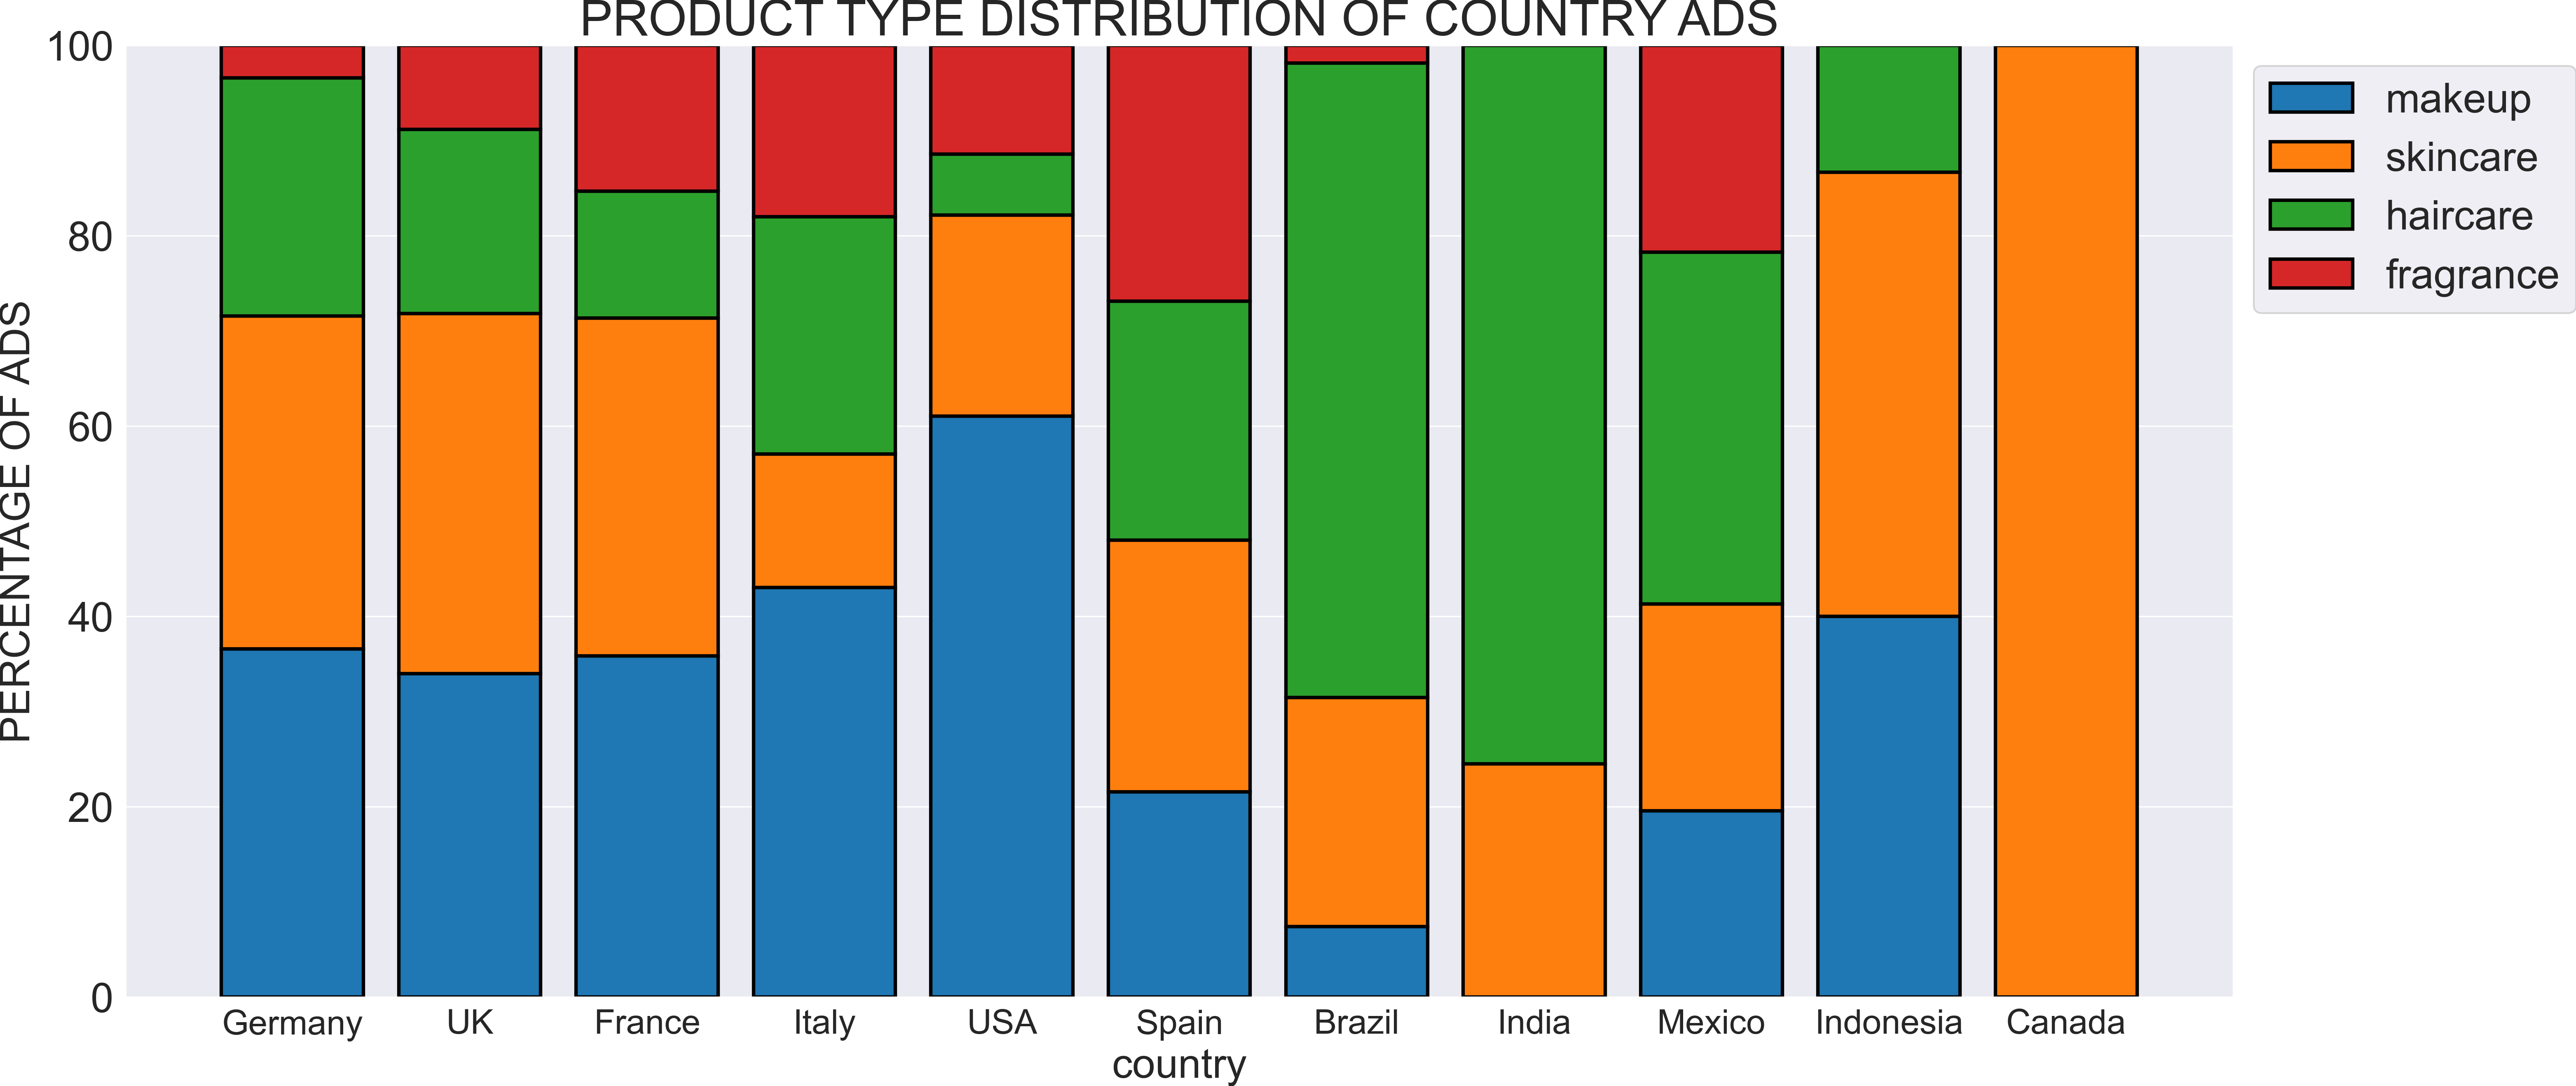 PRODUCT TYPE DISTRIBUTION OF COUNTRY ADS
PERCENTAGE OF ADS
100
80
60
40
20
0
Germany UK France Italy USA Spain Brazil India Mexico Indonesia Canada
country
makeup
skincare
haircare
fragrance